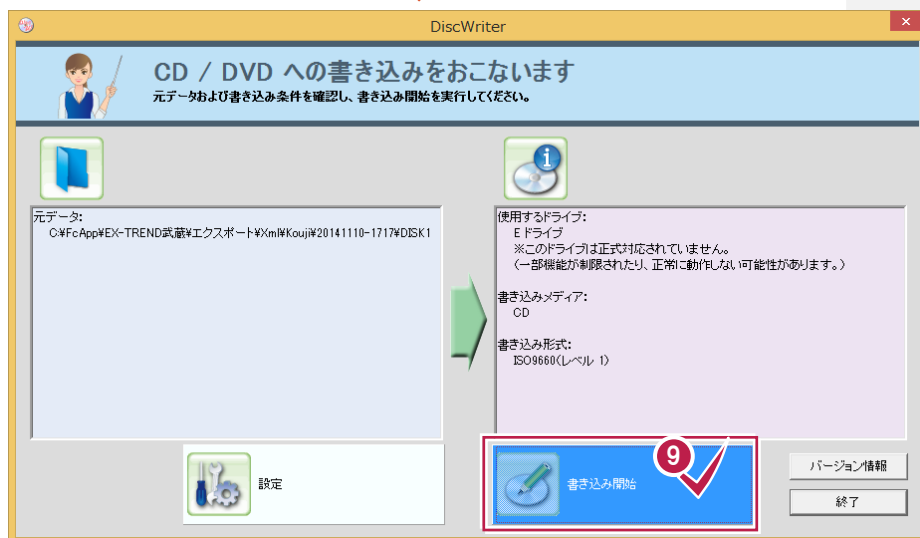 DiscWriter
CD / DVD への書き込みをおこないます
元データおよび書き込み条件を確認し、書き込み開始を実行してください。
元データ:
C:¥FcApp¥EX-TREND武蔵¥エクスポート¥Xml¥Kouji¥20141110-1717¥DISK1
使用するドライブ:
E ドライブ
※このドライブは正式対応されていません。
(一部機能が制限されたり、正常に動作しない可能性があります。)
書き込みメディア:
CD
書き込み形式:
ISO9660(レベル 1)
設定
9
書き込み開始
バージョン情報
終了